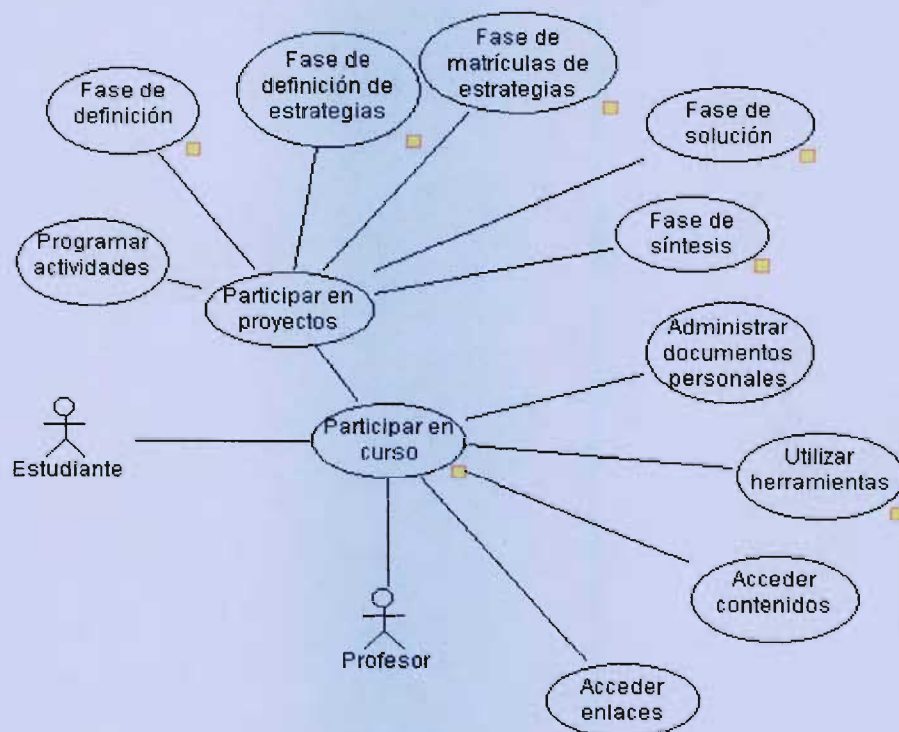 Fase de
definición
Fase de
definición de
estrategias
Fase de
matrículas de
estrategias
Fase de
solución
Programar
actividades
Fase de
síntesis
Participar en
proyectos
Administrar
documentos
personales
Estudiante
Participar en
curso
Utilizar
herramientas
Acceder
contenidos
Profesor
Acceder
enlaces